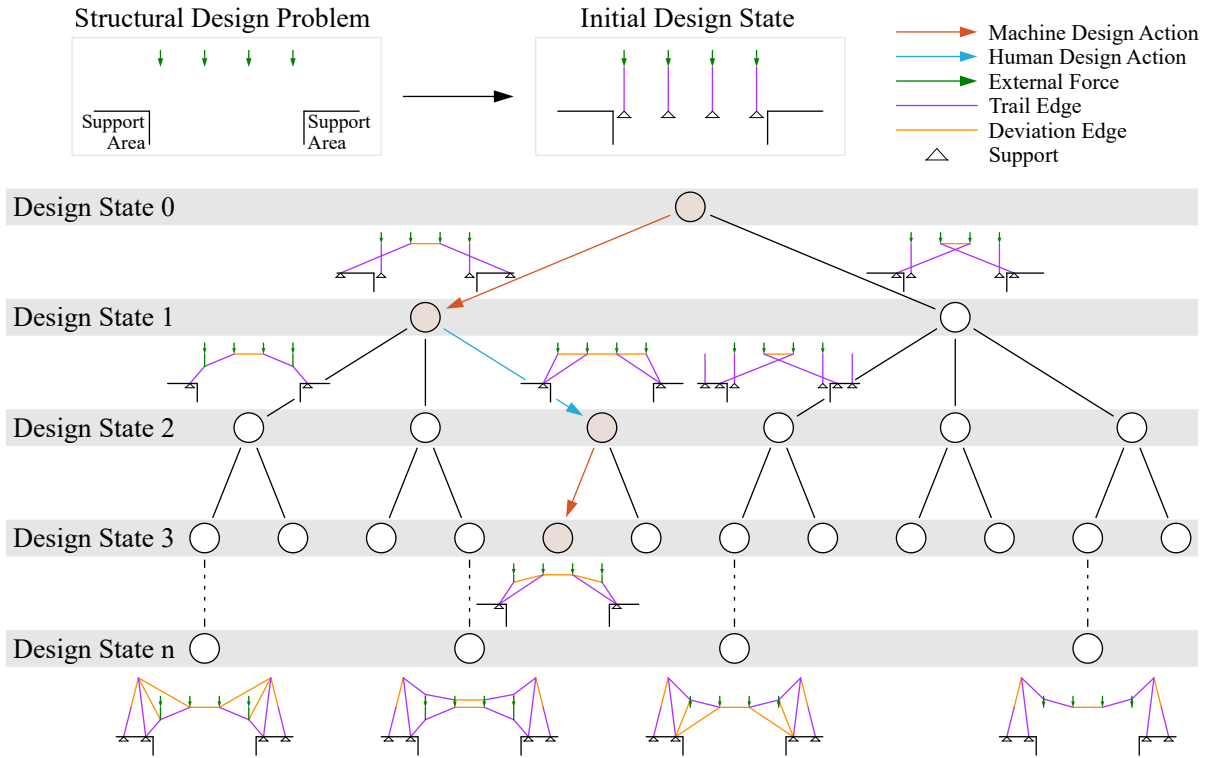 Structural Design Problem
Initial Design State
Machine Design Action
Human Design Action
External Force
Trail Edge
Deviation Edge
Support
Support
Area
Support
Area
Design State 0
Design State 1
Design State 2
Design State 3
Design State n